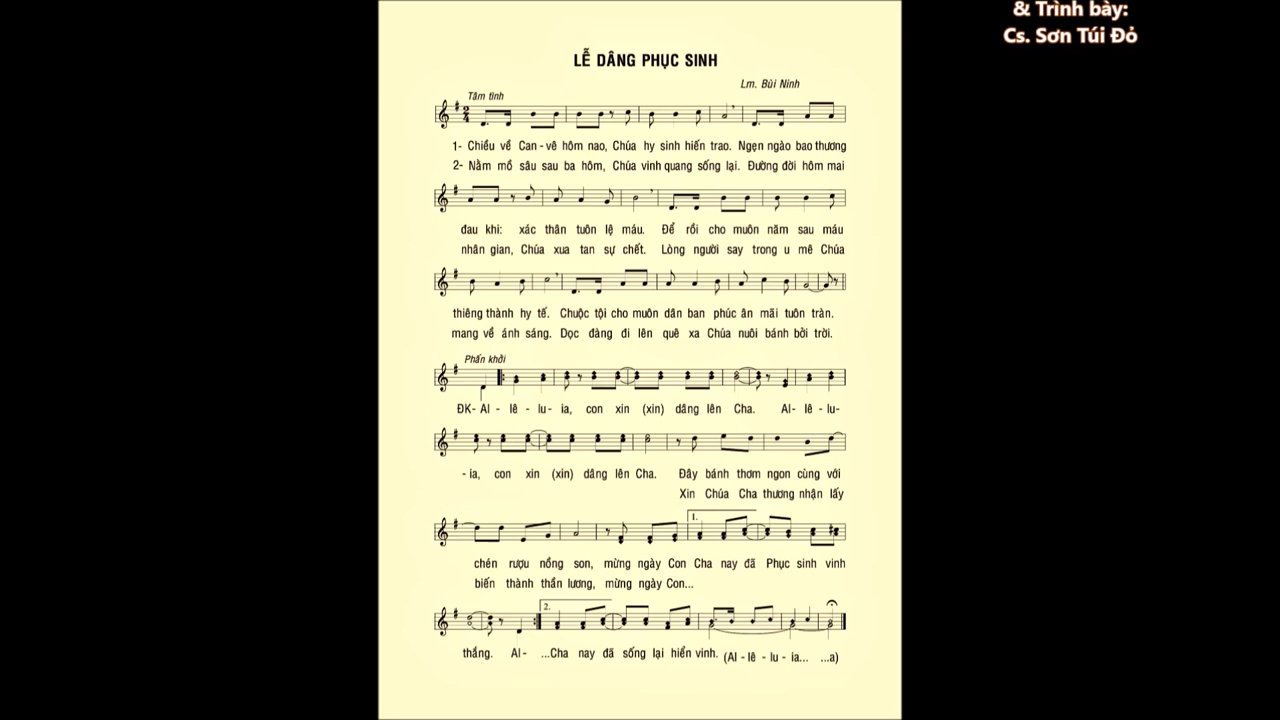 & Trình bày:
Cs. Sơn Túi Đỏ
LỄ DÂNG PHỤC SINH
Lm. Bùi Ninh
Tâm tình
1- Chiều về Can - vê hôm nao, Chúa hy sinh hiến trao. Ngẹn ngào bao thương
2- Nằm mồ sâu sau ba hôm, Chúa vinh quang sống lại. Đường đời hôm mai
đau khi: xác thân tuôn lệ máu. Để rồi cho muôn năm sau máu
nhân gian, Chúa xua tan sự chết. Lòng người say trong u mê Chúa
thiêng thành hy tế. Chuộc tội cho muôn dân ban phúc ân mãi tuôn tràn.
mang về ánh sáng. Dọc đàng đi lên quê xa Chúa nuôi bánh bởi trời.
Phấn khởi
ĐK- Al - lê - lu - ia, con xin (xin) dâng lên Cha. Al - lê - lu-
- ia, con xin (xin) dâng lên Cha. Đây bánh thơm ngon cùng với
Xin Chúa Cha thương nhận lấy
1.
chén rượu nồng son, mừng ngày Con Cha nay đã Phục sinh vinh
biến thành thần lương, mừng ngày Con...
2.
thắng. Al- ...Cha nay đã sống lại hiển vinh. (Al - lê - lu - ia... ...a)